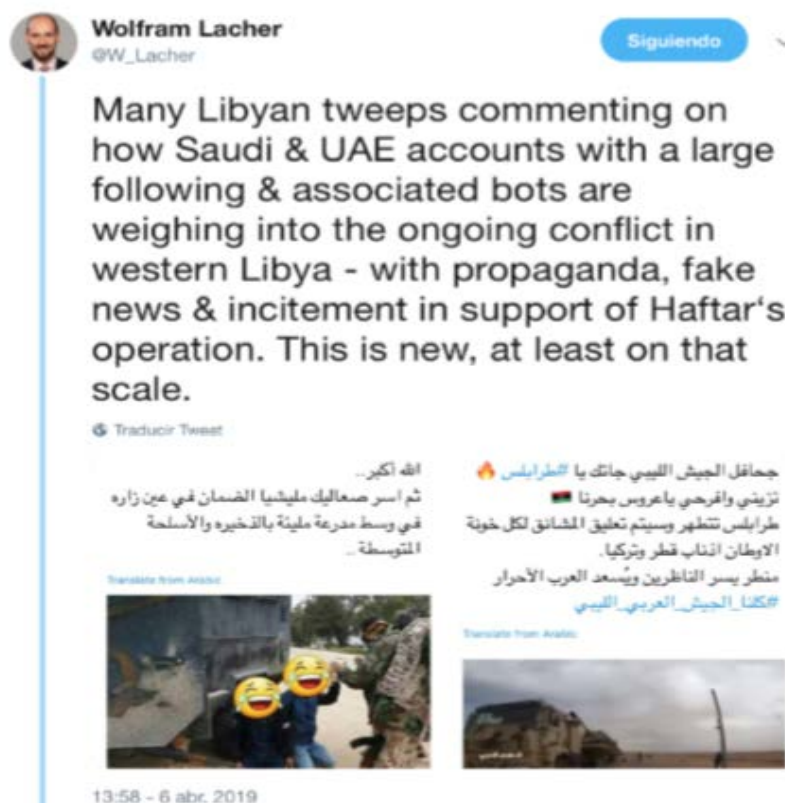 Wolfram Lacher
@W_Lacher
Siguiendo
Many Libyan tweeps commenting on
how Saudi & UAE accounts with a large
following & associated bots are
weighing into the ongoing conflict in
western Libya - with propaganda, fake
news & incitement in support of Haftar‘s
operation. This is new, at least on that
scale.
Traducir Tweet
الله أكبر..
ثم اسر صعاليك مليشيا الضمان في عين زاره
في وسط مدرعة مليئة بالذخيره والأسلحة
المتوسطة ..
Translate from Arabic
جحافل الجيش الليبي جاتك يا #طرابلس 🔥
تزيني وافرحي ياعروس بحرنا 🇱🇾
طرابلس تتطهر وسيتم تعليق المشانق لكل خونة
الاوطان اذناب قطر وتركيا.
منظر يسر الناظرين ويُسعد العرب الأحرار
#كلنا_الجيش_العربي_الليبي
Translate from Arabic
13:58 - 6 abr. 2019